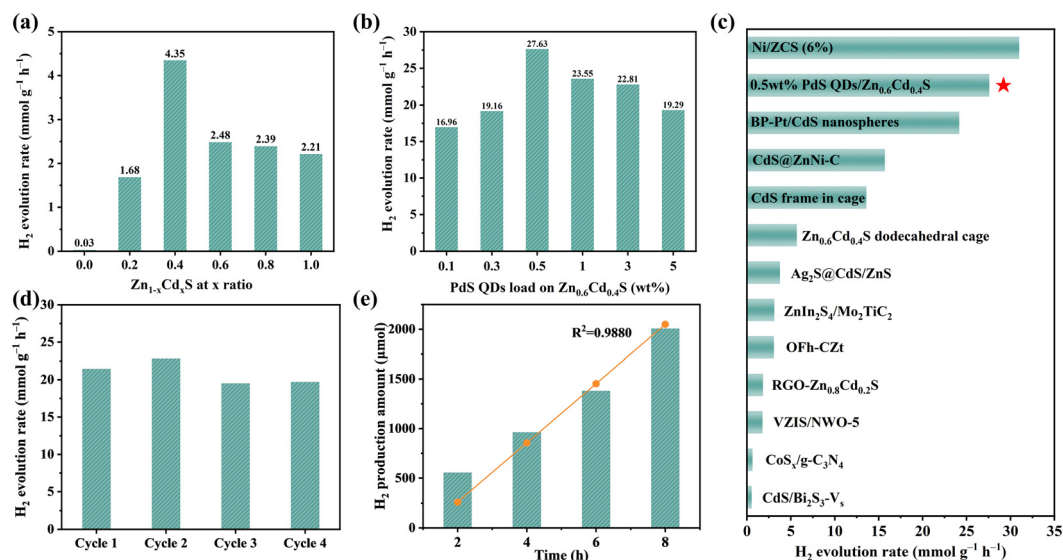 (a)
H₂ evolution rate (mmol g⁻¹ h⁻¹)
5
4
3
2
1
0
0.03
1.68
4.35
2.48
2.39
2.21
0.0 0.2 0.4 0.6 0.8 1.0
Zn₁₋ₓCdₓS at x ratio
(b)
H₂ evolution rate (mmol g⁻¹ h⁻¹)
30
25
20
15
10
5
0
16.96
19.16
27.63
23.55
22.81
19.29
0.1 0.3 0.5 1 3 5
PdS QDs load on Zn₀.₆Cd₀.₄S (wt%)
(c)
Ni/ZCS (6%)
0.5wt% PdS QDs/Zn₀.₆Cd₀.₄S
BP-Pt/CdS nanospheres
CdS@ZnNi-C
CdS frame in cage
Zn₀.₆Cd₀.₄S dodecahedral cage
Ag₂S@CdS/ZnS
ZnIn₂S₄/Mo₂TiC₂
OFh-CZt
RGO-Zn₀.₈Cd₀.₂S
VZIS/NWO-5
CoSₓ/g-C₃N₄
CdS/Bi₂S₃-Vₛ
0 5 10 15 20 25 30 35
H₂ evolution rate (mmol g⁻¹ h⁻¹)
(d)
H₂ evolution rate (mmol g⁻¹ h⁻¹)
30
25
20
15
10
5
0
Cycle 1 Cycle 2 Cycle 3 Cycle 4
(e)
H₂ production amount (μmol)
2000
1500
1000
500
0
R²=0.9880
2 4 6 8
Time (h)